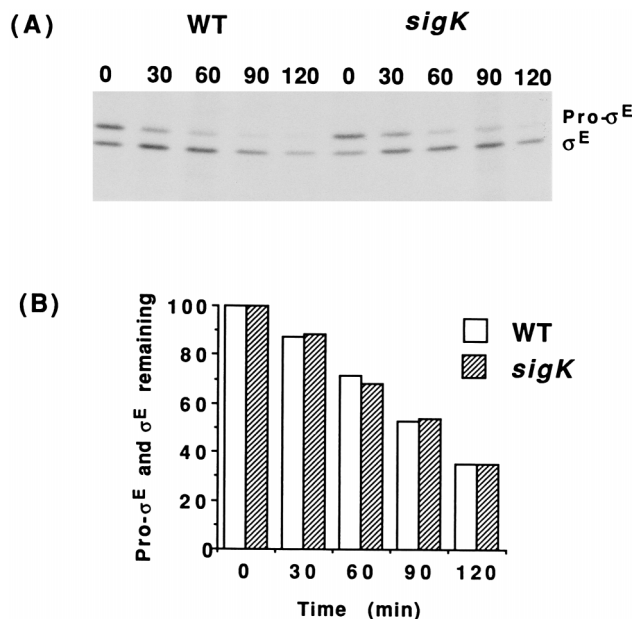 (A)
WT sigK
0 30 60 90 120 0 30 60 90 120
Pro-σE
σE
(B)
Pro-σE and σE remaining
100
80
60
40
20
0
WT
sigK
0 30 60 90 120
Time (min)